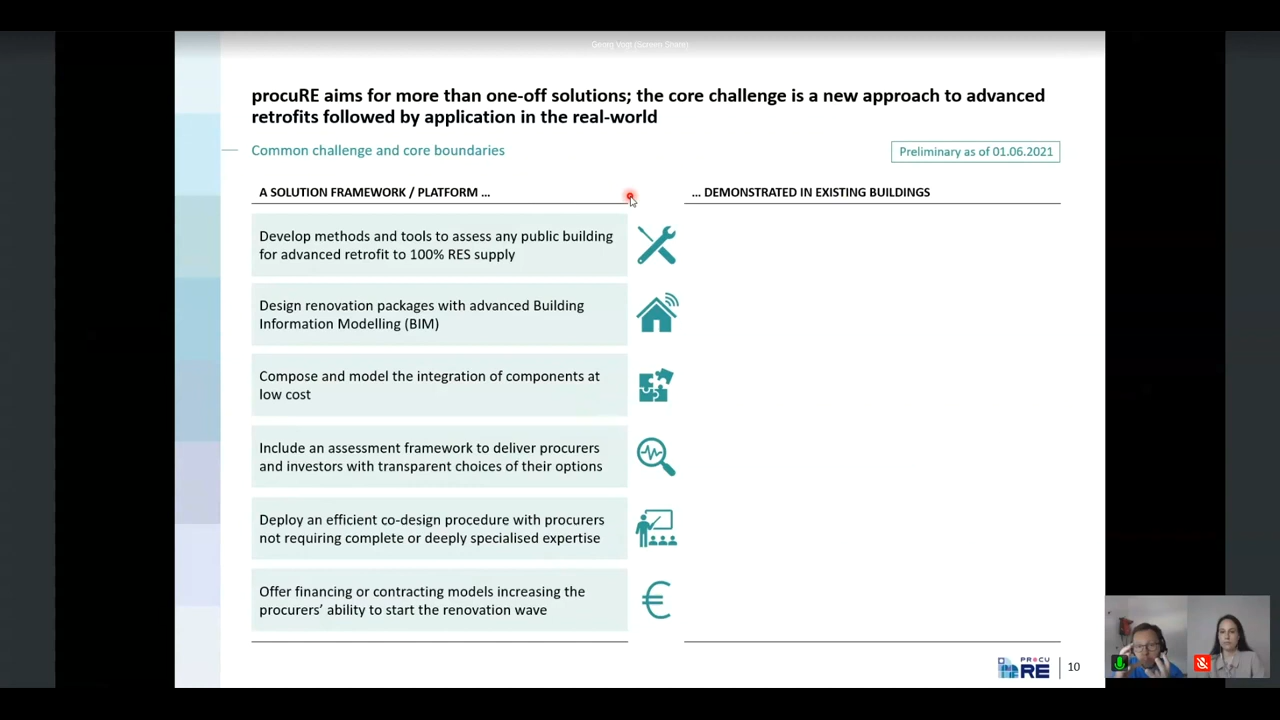 Georg Vogt (Screen Share)
procuRE aims for more than one-off solutions; the core challenge is a new approach to advanced
retrofits followed by application in the real-world
Common challenge and core boundaries
Preliminary as of 01.06.2021
A SOLUTION FRAMEWORK / PLATFORM ...
... DEMONSTRATED IN EXISTING BUILDINGS
Develop methods and tools to assess any public building
for advanced retrofit to 100% RES supply
Design renovation packages with advanced Building
Information Modelling (BIM)
Compose and model the integration of components at
low cost
Include an assessment framework to deliver procurers
and investors with transparent choices of their options
Deploy an efficient co-design procedure with procurers
not requiring complete or deeply specialised expertise
Offer financing or contracting models increasing the
procurers’ ability to start the renovation wave
€
PROCU
RE
10